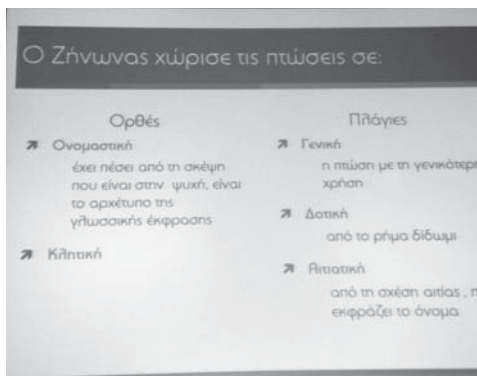 Ο Ζήνωνας χώρισε τις πτώσεις σε:
Ορθές
Ονομαστική
έχει πέσει από τη σκέψη
που είναι στην ψυχή, είναι
το αρχέτυπο της
γλωσσικής έκφρασης
Κλητική
Πλάγιες
Γενική
η πτώση με τη γενικότερη
χρήση
Δοτική
από το ρήμα δίδωμι
Αιτιατική
από τη σχέση αιτίας ,
εκφράζει το όνομα